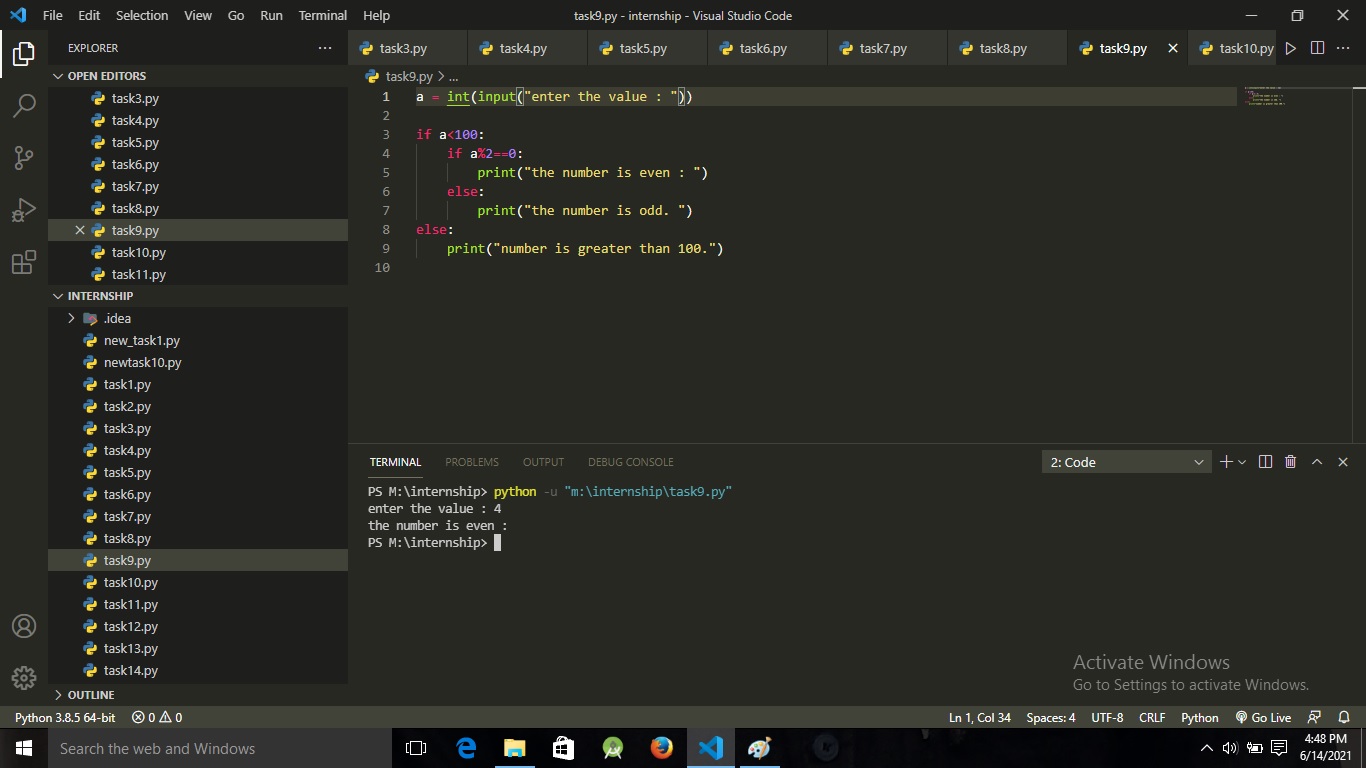 File Edit Selection View Go Run Terminal Help
task9.py - internship - Visual Studio Code
EXPLORER
OPEN EDITORS
task3.py
task4.py
task5.py
task6.py
task7.py
task8.py
task9.py
task10.py
task11.py
INTERNSHIP
.idea
new_task1.py
newtask10.py
task1.py
task2.py
task3.py
task4.py
task5.py
task6.py
task7.py
task8.py
task9.py
task10.py
task11.py
task12.py
task13.py
task14.py
OUTLINE
task3.py task4.py task5.py task6.py task7.py task8.py task9.py task10.py
task9.py > ...
1 a = int(input("enter the value : "))
2
3 if a<100:
4     if a%2==0:
5         print("the number is even : ")
6     else:
7         print("the number is odd. ")
8 else:
9     print("number is greater than 100.")
10
TERMINAL PROBLEMS OUTPUT DEBUG CONSOLE
2: Code
PS M:\internship> python -u "m:\internship\task9.py"
enter the value : 4
the number is even :
PS M:\internship>
Activate Windows
Go to Settings to activate Windows.
Python 3.8.5 64-bit 0 0 Ln 1, Col 34 Spaces: 4 UTF-8 CRLF Python Go Live
Search the web and Windows
4:48 PM
6/14/2021